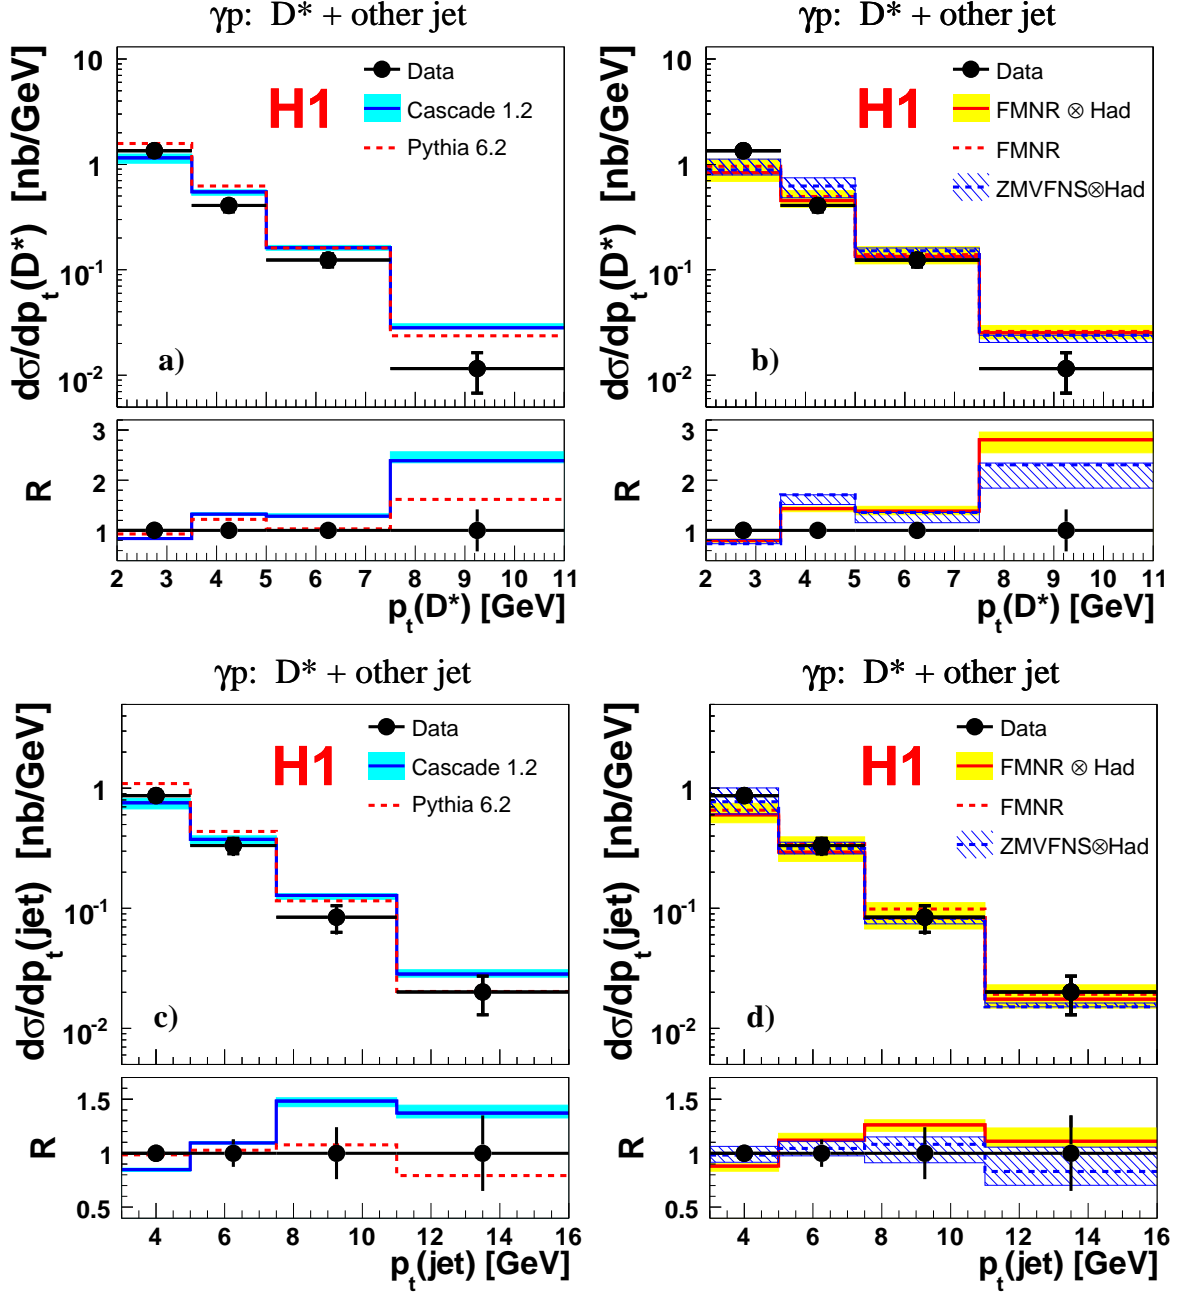 γp: D* + other jet
dσ/dp_t(D*) [nb/GeV]
10
1
10^-1
10^-2
H1
Data
Cascade 1.2
Pythia 6.2
a)
R
3
2
1
2 3 4 5 6 7 8 9 10 11
p_t(D*) [GeV]
γp: D* + other jet
dσ/dp_t(D*) [nb/GeV]
10
1
10^-1
10^-2
H1
Data
FMNR ⊗ Had
FMNR
ZMVFNS⊗Had
b)
R
3
2
1
2 3 4 5 6 7 8 9 10 11
p_t(D*) [GeV]
γp: D* + other jet
dσ/dp_t(jet) [nb/GeV]
1
10^-1
10^-2
H1
Data
Cascade 1.2
Pythia 6.2
c)
R
1.5
1
0.5
4 6 8 10 12 14 16
p_t(jet) [GeV]
γp: D* + other jet
dσ/dp_t(jet) [nb/GeV]
1
10^-1
10^-2
H1
Data
FMNR ⊗ Had
FMNR
ZMVFNS⊗Had
d)
R
1.5
1
0.5
4 6 8 10 12 14 16
p_t(jet) [GeV]